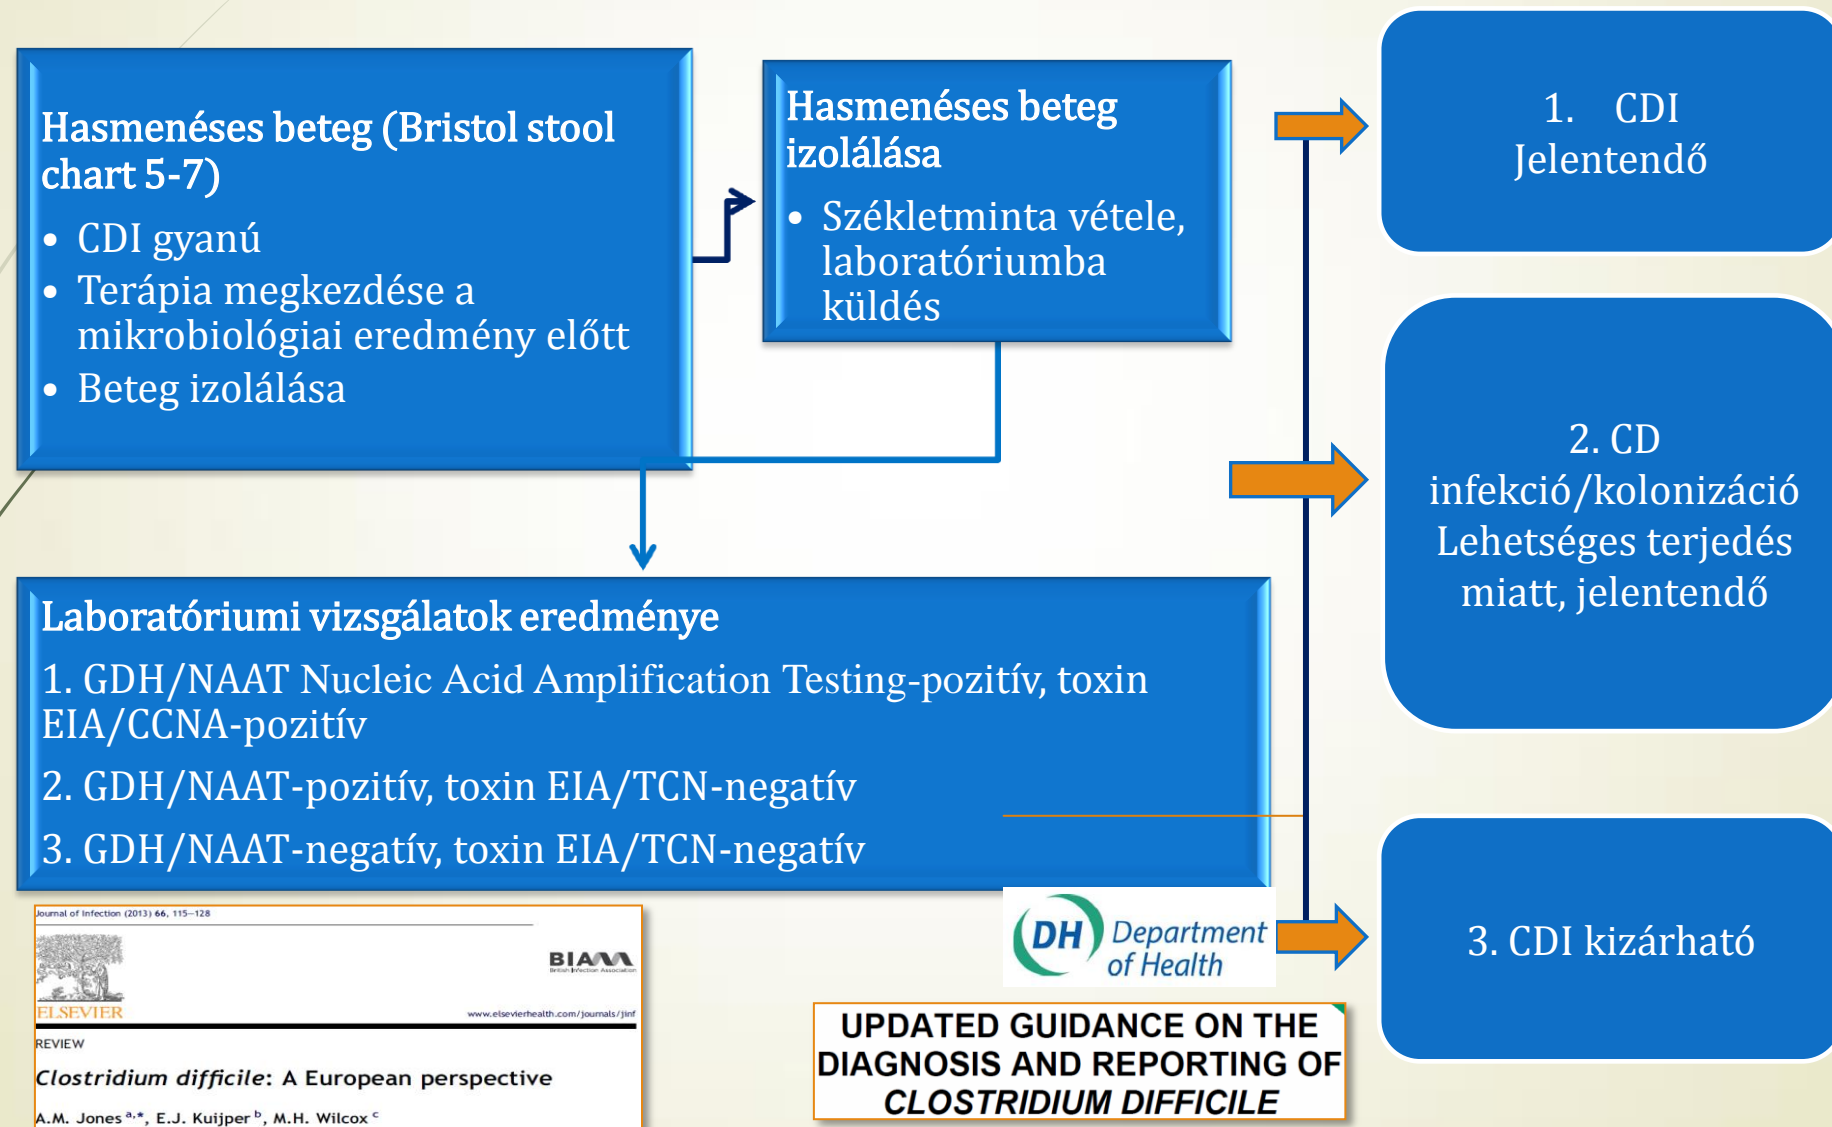 Hasmenéses beteg (Bristol stool
chart 5-7)
• CDI gyanú
• Terápia megkezdése a
mikrobiológiai eredmény előtt
• Beteg izolálása
Hasmenéses beteg
izolálása
• Székletminta vétele,
laboratóriumba
küldés
Laboratóriumi vizsgálatok eredménye
1. GDH/NAAT Nucleic Acid Amplification Testing-pozitív, toxin
EIA/CCNA-pozitív
2. GDH/NAAT-pozitív, toxin EIA/TCN-negatív
3. GDH/NAAT-negatív, toxin EIA/TCN-negatív
1. CDI
Jelentendő
2. CD
infekció/kolonizáció
Lehetséges terjedés
miatt, jelentendő
3. CDI kizárható
Journal of Infection (2013) 66, 115–128
BIA
British Infection Association
ELSEVIER
www.elsevierhealth.com/journals/jinf
REVIEW
Clostridium difficile: A European perspective
A.M. Jones a,*, E.J. Kuijper b, M.H. Wilcox c
DH Department
of Health
UPDATED GUIDANCE ON THE
DIAGNOSIS AND REPORTING OF
CLOSTRIDIUM DIFFICILE